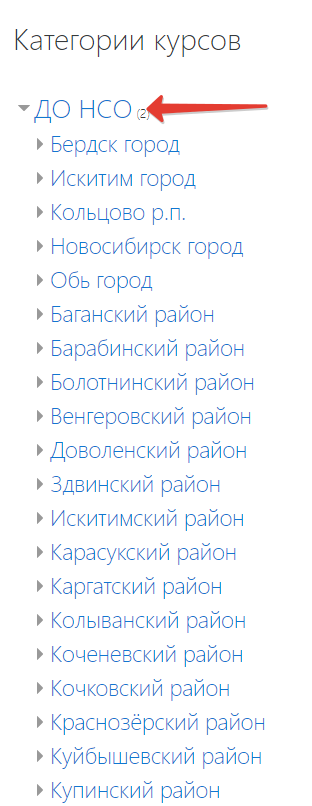 Категории курсов
ДО НСО (2)
Бердск город
Искитим город
Кольцово р.п.
Новосибирск город
Обь город
Баганский район
Барабинский район
Болотнинский район
Венгеровский район
Доволенский район
Здвинский район
Искитимский район
Карасукский район
Каргатский район
Колыванский район
Коченевский район
Кочковский район
Краснозёрский район
Куйбышевский район
Купинский район